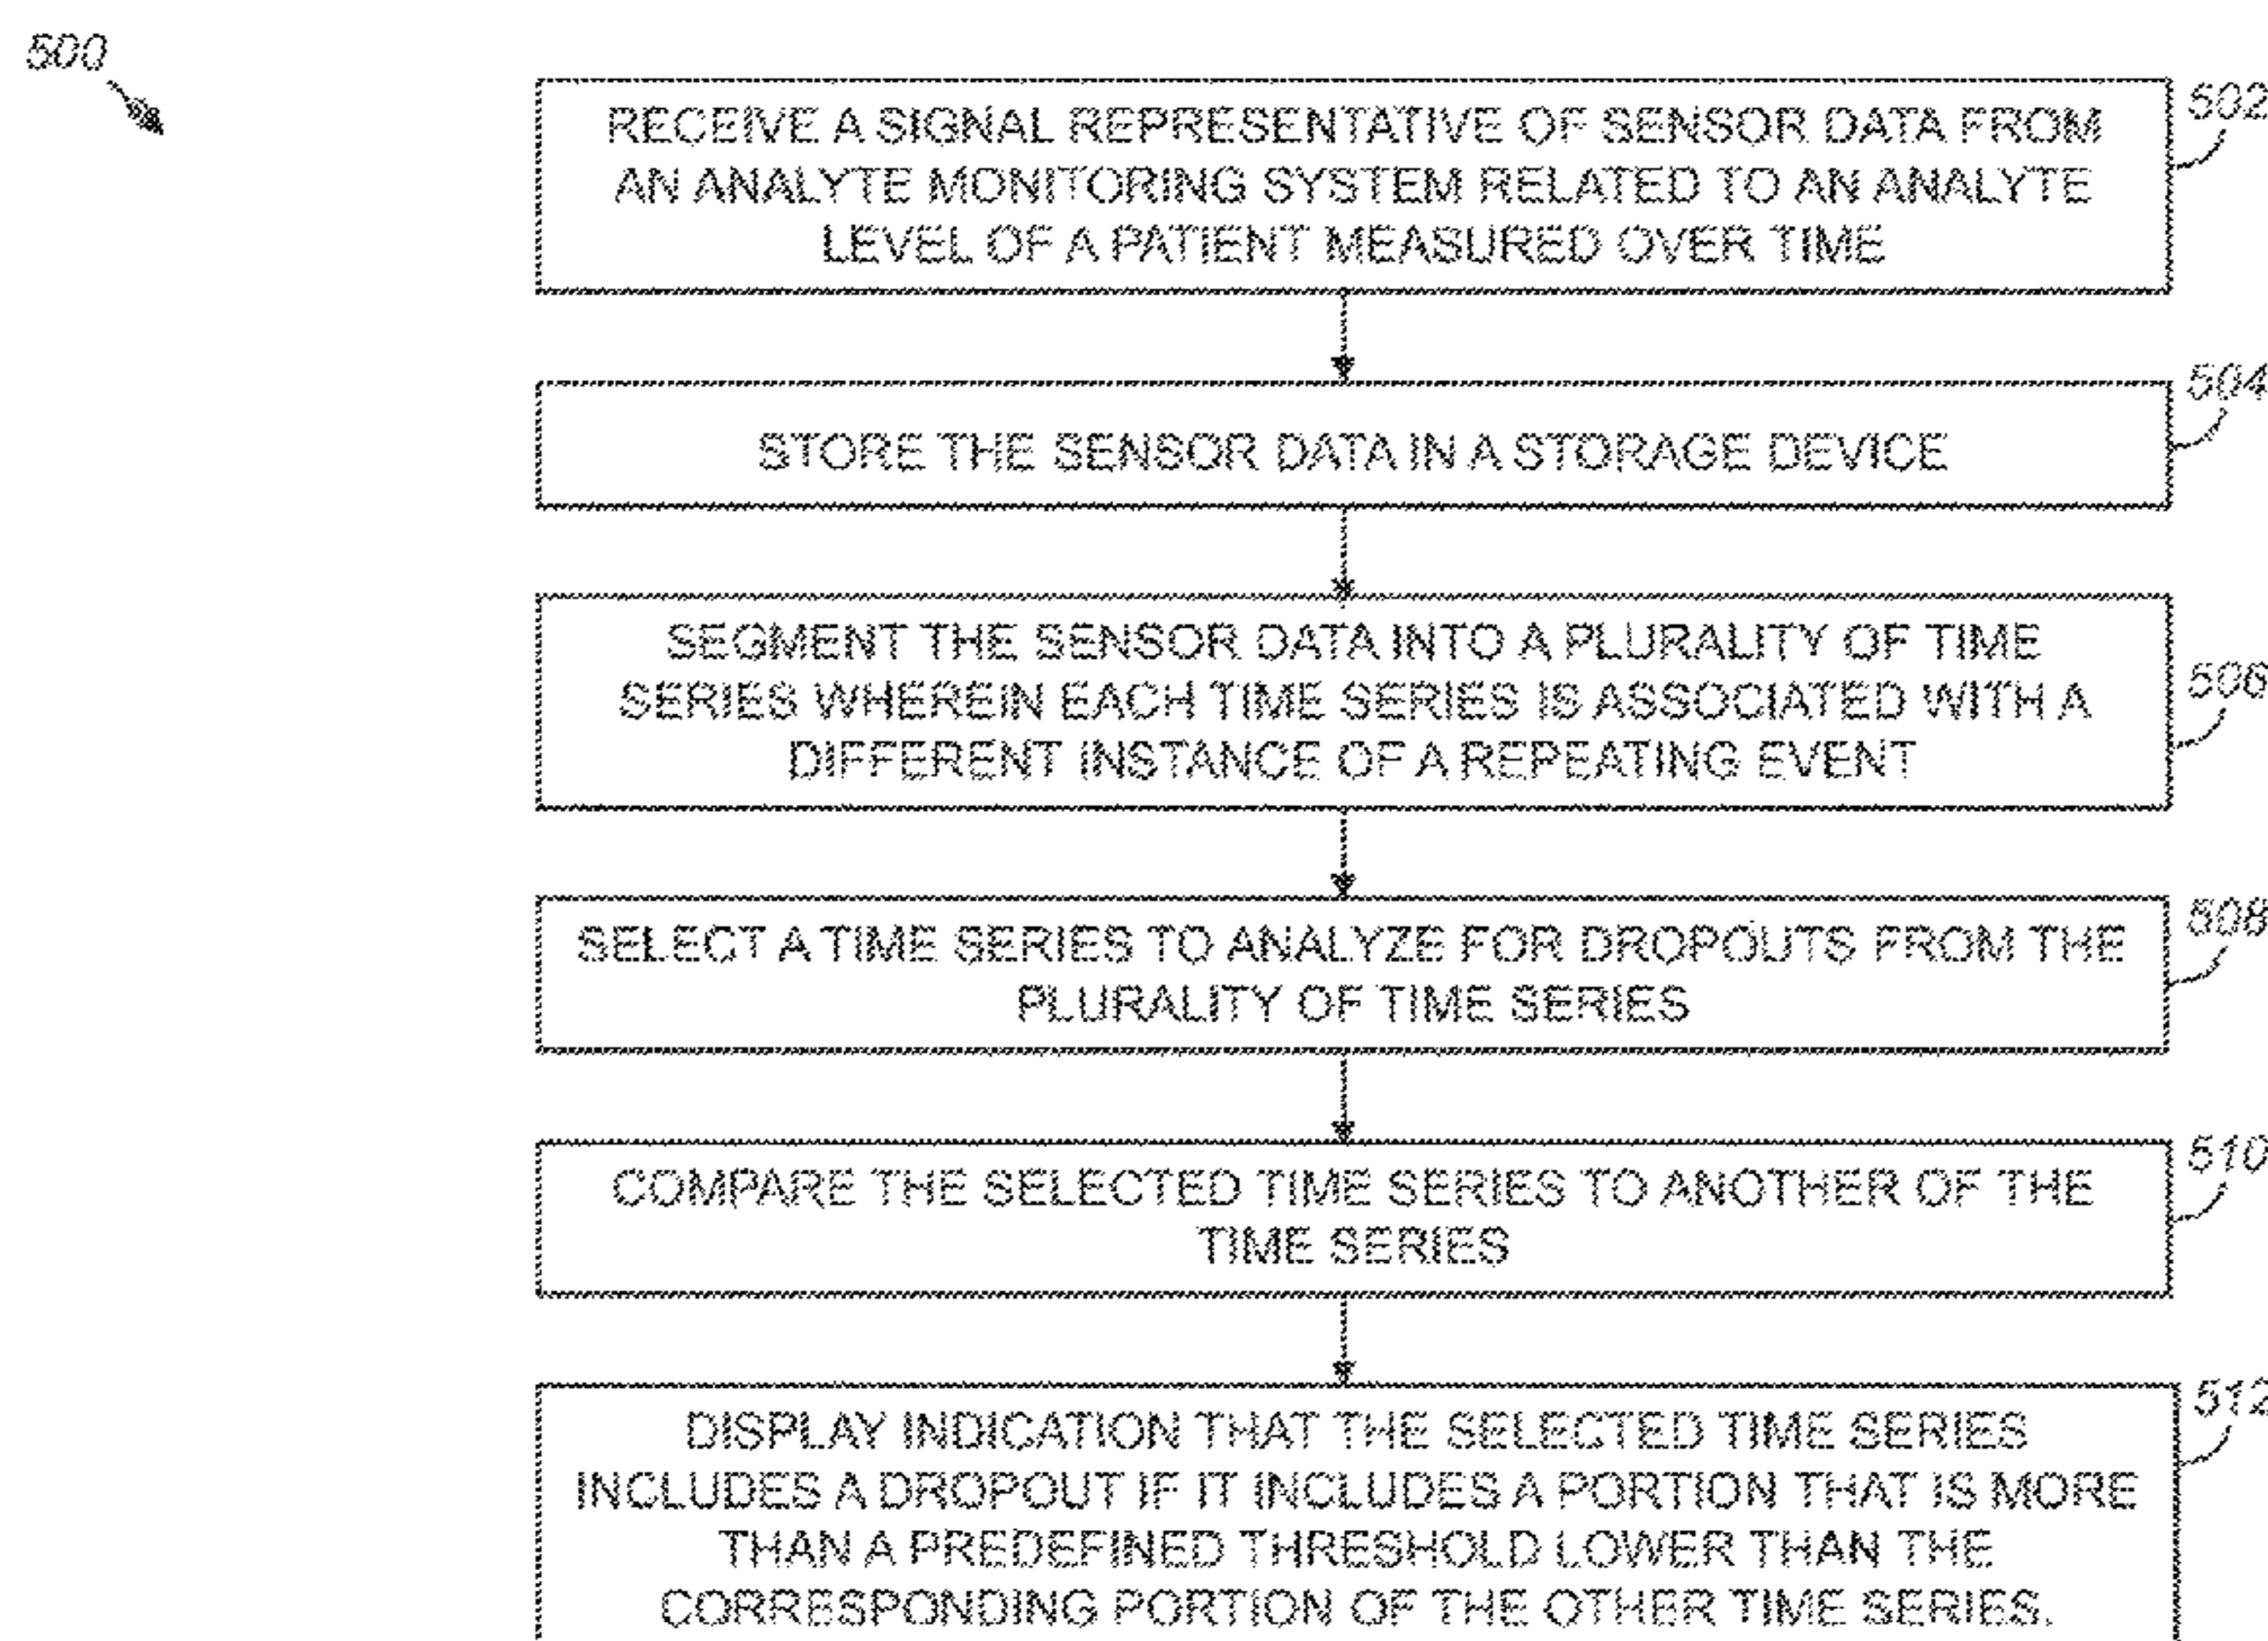 500
RECEIVE A SIGNAL REPRESENTATIVE OF SENSOR DATA FROM
AN ANALYTE MONITORING SYSTEM RELATED TO AN ANALYTE
LEVEL OF A PATIENT MEASURED OVER TIME
502
STORE THE SENSOR DATA IN A STORAGE DEVICE
504
SEGMENT THE SENSOR DATA INTO A PLURALITY OF TIME
SERIES WHEREIN EACH TIME SERIES IS ASSOCIATED WITH A
DIFFERENT INSTANCE OF A REPEATING EVENT
506
SELECT A TIME SERIES TO ANALYZE FOR DROPOUTS FROM THE
PLURALITY OF TIME SERIES
508
COMPARE THE SELECTED TIME SERIES TO ANOTHER OF THE
TIME SERIES
510
DISPLAY INDICATION THAT THE SELECTED TIME SERIES
INCLUDES A DROPOUT IF IT INCLUDES A PORTION THAT IS MORE
THAN A PREDEFINED THRESHOLD LOWER THAN THE
CORRESPONDING PORTION OF THE OTHER TIME SERIES.
512